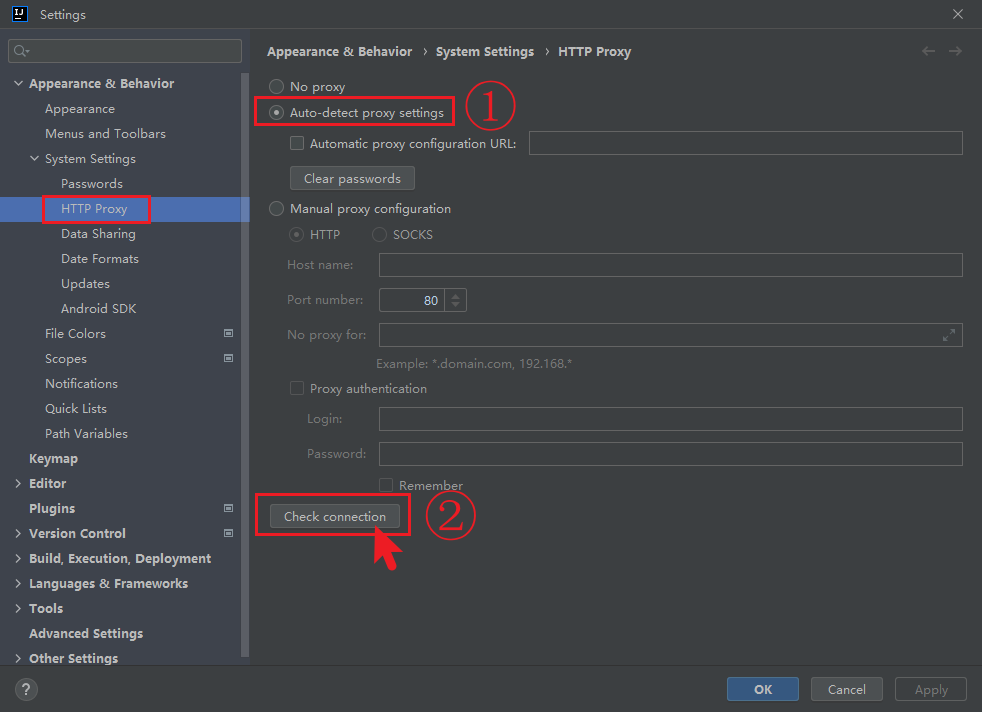 IJ
Settings
Appearance & Behavior
Appearance
Menus and Toolbars
System Settings
Passwords
HTTP Proxy
Data Sharing
Date Formats
Updates
Android SDK
File Colors
Scopes
Notifications
Quick Lists
Path Variables
Keymap
Editor
Plugins
Version Control
Build, Execution, Deployment
Languages & Frameworks
Tools
Advanced Settings
Other Settings
Appearance & Behavior › System Settings › HTTP Proxy
No proxy
Auto-detect proxy settings ①
Automatic proxy configuration URL:
Clear passwords
Manual proxy configuration
HTTP SOCKS
Host name:
Port number: 80
No proxy for:
Example: *.domain.com, 192.168.*
Proxy authentication
Login:
Password:
Remember
Check connection ②
? OK Cancel Apply